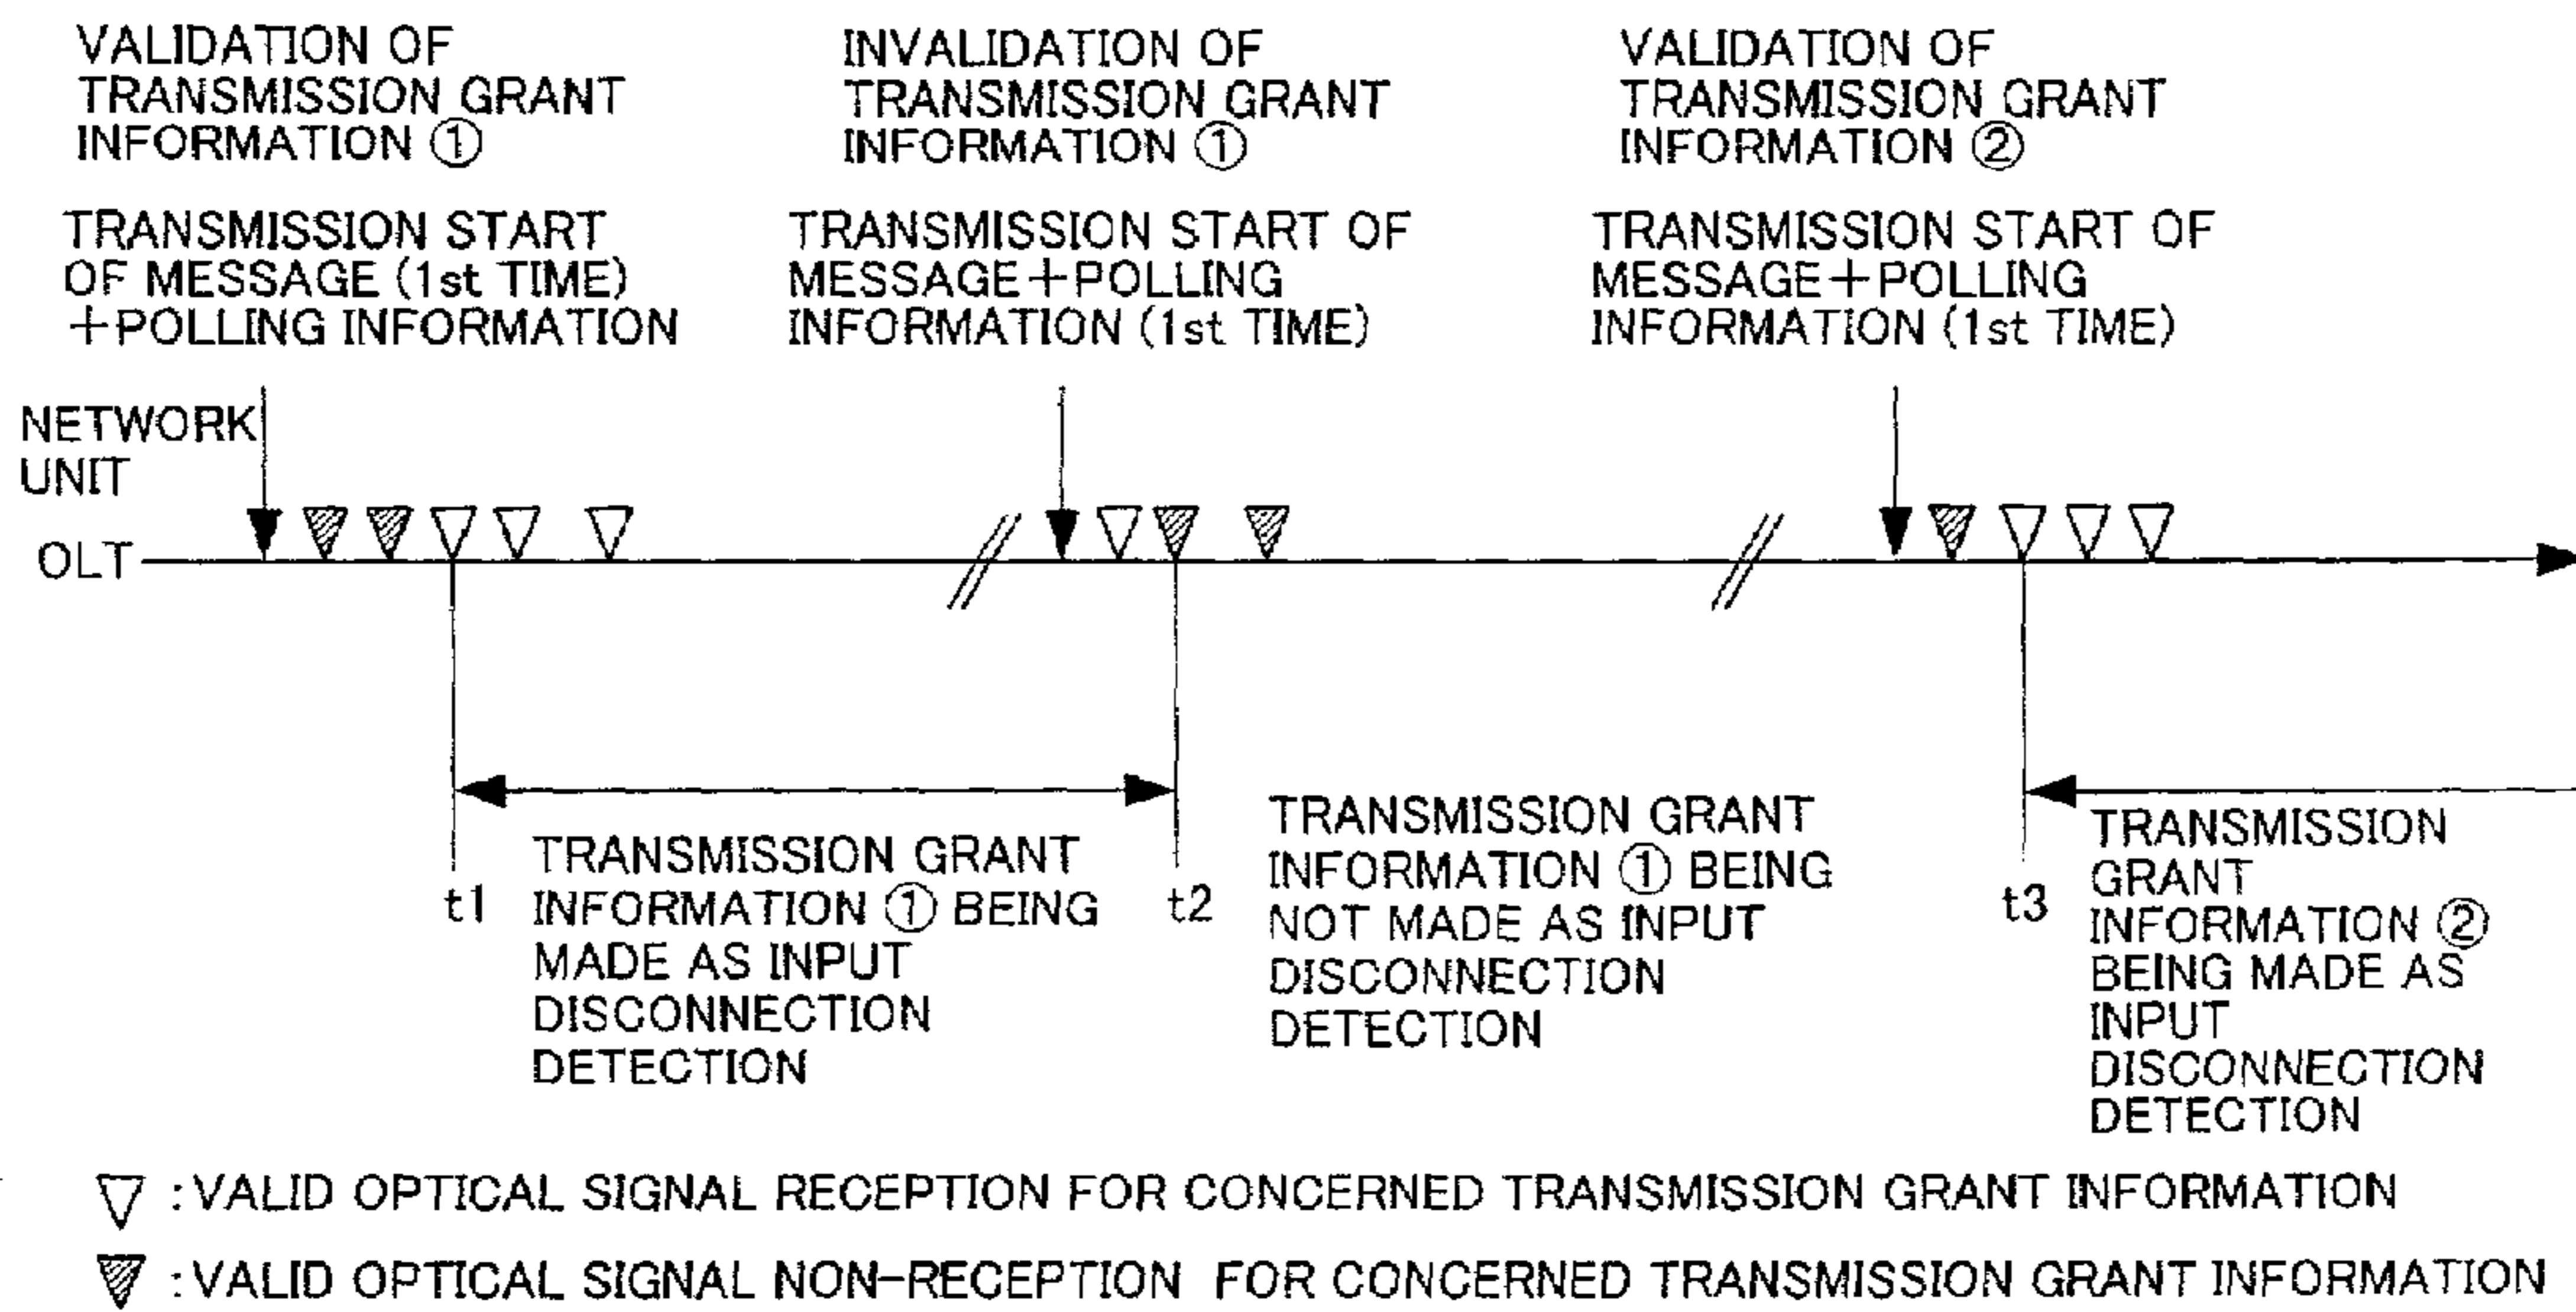 VALIDATION OF
TRANSMISSION GRANT
INFORMATION ①
INVALIDATION OF
TRANSMISSION GRANT
INFORMATION ①
VALIDATION OF
TRANSMISSION GRANT
INFORMATION ②
TRANSMISSION START
OF MESSAGE (1st TIME)
+POLLING INFORMATION
TRANSMISSION START OF
MESSAGE+POLLING
INFORMATION (1st TIME)
TRANSMISSION START OF
MESSAGE+POLLING
INFORMATION (1st TIME)
NETWORK
UNIT
OLT
t1
TRANSMISSION GRANT
INFORMATION ① BEING
MADE AS INPUT
DISCONNECTION
DETECTION
t2
TRANSMISSION GRANT
INFORMATION ① BEING
NOT MADE AS INPUT
DISCONNECTION
DETECTION
t3
TRANSMISSION
GRANT
INFORMATION ②
BEING MADE AS
INPUT
DISCONNECTION
DETECTION
:VALID OPTICAL SIGNAL RECEPTION FOR CONCERNED TRANSMISSION GRANT INFORMATION
:VALID OPTICAL SIGNAL NON-RECEPTION FOR CONCERNED TRANSMISSION GRANT INFORMATION